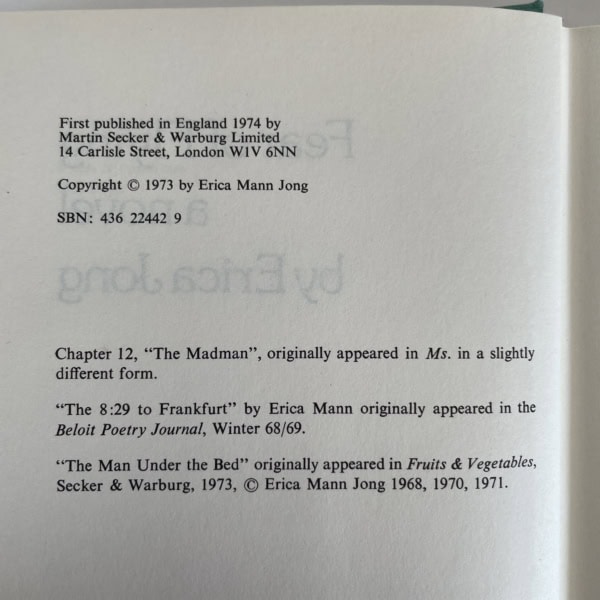 First published in England 1974 by
Martin Secker & Warburg Limited
14 Carlisle Street, London W1V 6NN
Copyright © 1973 by Erica Mann Jong
SBN: 436 22442 9
Chapter 12, “The Madman”, originally appeared in Ms. in a slightly
different form.
“The 8:29 to Frankfurt” by Erica Mann originally appeared in the
Beloit Poetry Journal, Winter 68/69.
“The Man Under the Bed” originally appeared in Fruits & Vegetables,
Secker & Warburg, 1973, © Erica Mann Jong 1968, 1970, 1971.